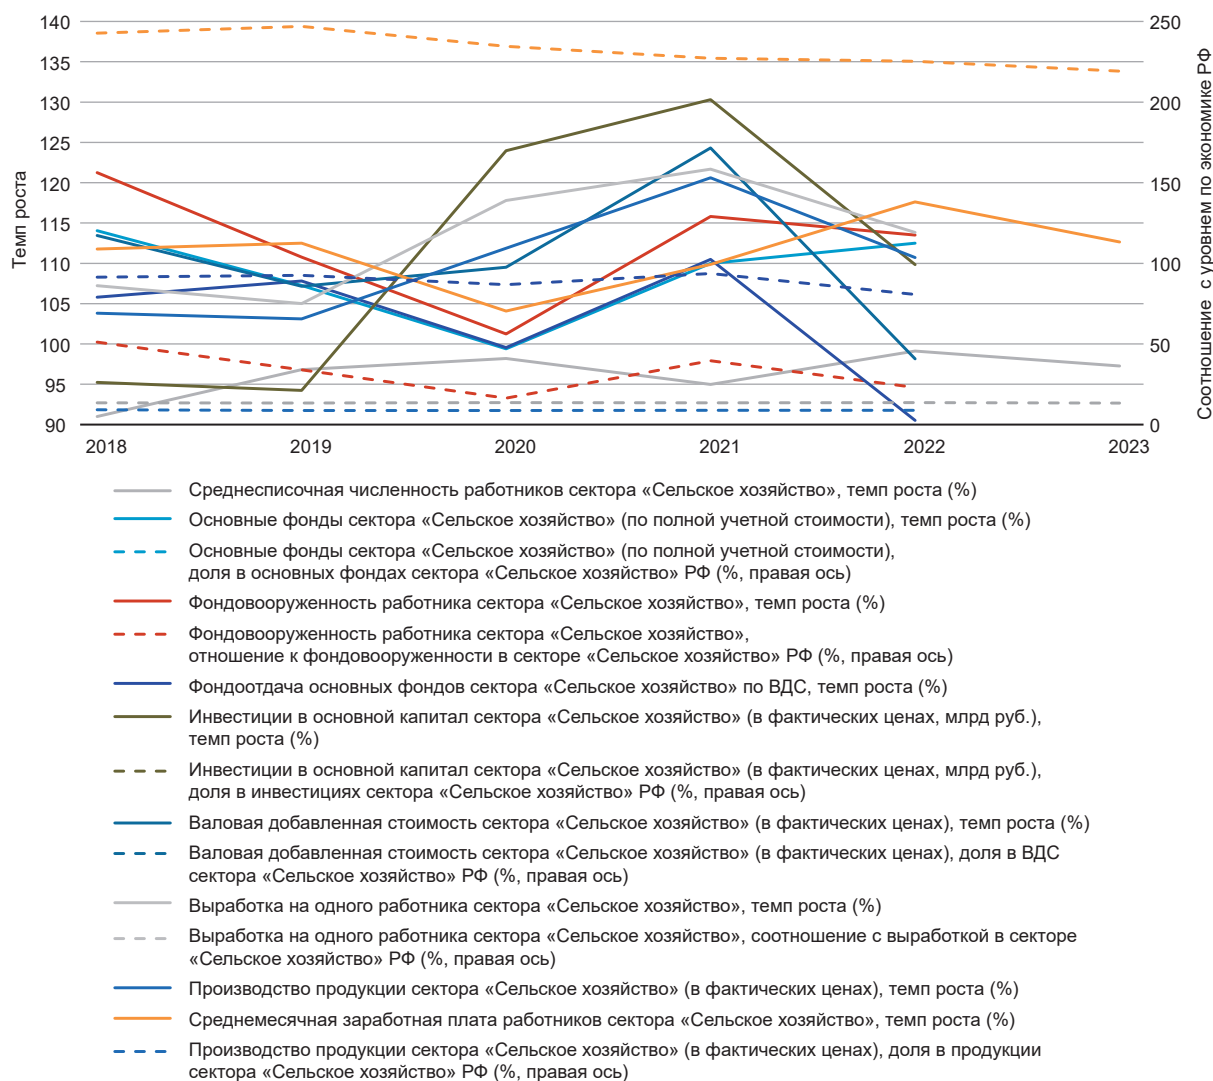 Темп роста
140
135
130
125
120
115
110
105
100
95
90
250
200
150
100
50
0
Соотношение с уровнем по экономике РФ
2018
2019
2020
2021
2022
2023
Среднесписочная численность работников сектора «Сельское хозяйство», темп роста (%)
Основные фонды сектора «Сельское хозяйство» (по полной учетной стоимости), темп роста (%)
Основные фонды сектора «Сельское хозяйство» (по полной учетной стоимости),
доля в основных фондах сектора «Сельское хозяйство» РФ (%, правая ось)
Фондовооруженность работника сектора «Сельское хозяйство», темп роста (%)
Фондовооруженность работника сектора «Сельское хозяйство»,
отношение к фондовооруженности в секторе «Сельское хозяйство» РФ (%, правая ось)
Фондоотдача основных фондов сектора «Сельское хозяйство» по ВДС, темп роста (%)
Инвестиции в основной капитал сектора «Сельское хозяйство» (в фактических ценах, млрд руб.),
темп роста (%)
Инвестиции в основной капитал сектора «Сельское хозяйство» (в фактических ценах, млрд руб.),
доля в инвестициях сектора «Сельское хозяйство» РФ (%, правая ось)
Валовая добавленная стоимость сектора «Сельское хозяйство» (в фактических ценах), темп роста (%)
Валовая добавленная стоимость сектора «Сельское хозяйство» (в фактических ценах), доля в ВДС
сектора «Сельское хозяйство» РФ (%, правая ось)
Выработка на одного работника сектора «Сельское хозяйство», темп роста (%)
Выработка на одного работника сектора «Сельское хозяйство», соотношение с выработкой в секторе
«Сельское хозяйство» РФ (%, правая ось)
Производство продукции сектора «Сельское хозяйство» (в фактических ценах), темп роста (%)
Среднемесячная заработная плата работников сектора «Сельское хозяйство», темп роста (%)
Производство продукции сектора «Сельское хозяйство» (в фактических ценах), доля в продукции
сектора «Сельское хозяйство» РФ (%, правая ось)